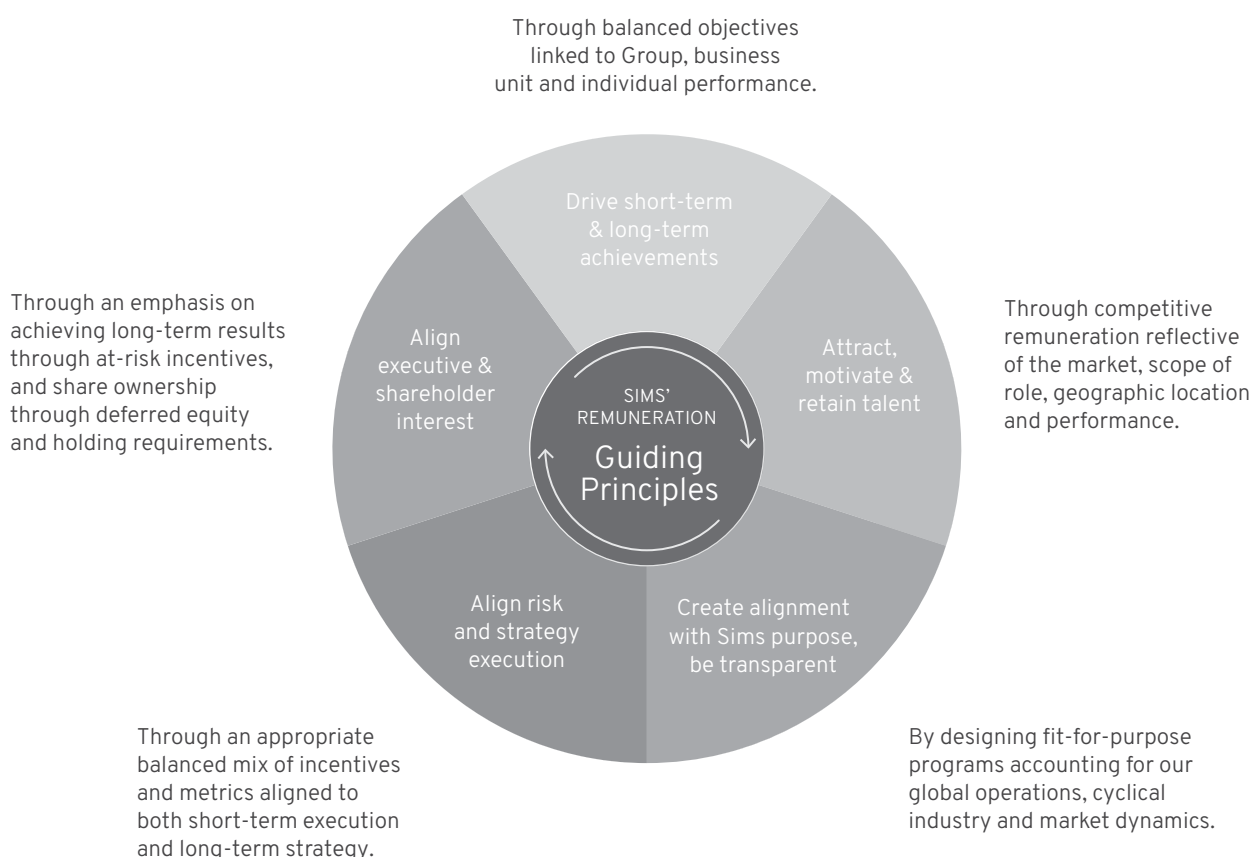 Through balanced objectives
linked to Group, business
unit and individual performance.
Drive short-term
& long-term
achievements
Through an emphasis on
achieving long-term results
through at-risk incentives,
and share ownership
through deferred equity
and holding requirements.
Align
executive &
shareholder
interest
SIMS'
REMUNERATION
Guiding
Principles
Attract,
motivate &
retain talent
Through competitive
remuneration reflective
of the market, scope of
role, geographic location
and performance.
Align risk
and strategy
execution
Create alignment
with Sims purpose,
be transparent
Through an appropriate
balanced mix of incentives
and metrics aligned to
both short-term execution
and long-term strategy.
By designing fit-for-purpose
programs accounting for our
global operations, cyclical
industry and market dynamics.